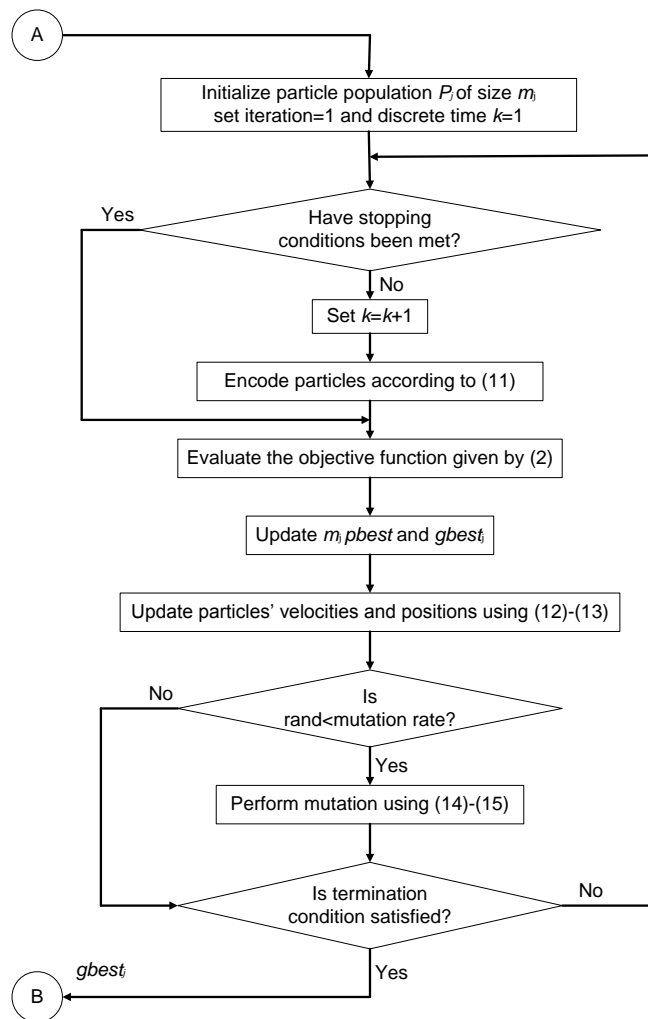 A
Initialize particle population Pj of size mj
set iteration=1 and discrete time k=1
Yes
Have stopping
conditions been met?
No
Set k=k+1
Encode particles according to (11)
Evaluate the objective function given by (2)
Update mj pbest and gbestj
Update particles’ velocities and positions using (12)-(13)
No
Is
rand<mutation rate?
Yes
Perform mutation using (14)-(15)
Is termination
condition satisfied?
No
gbestj
Yes
B